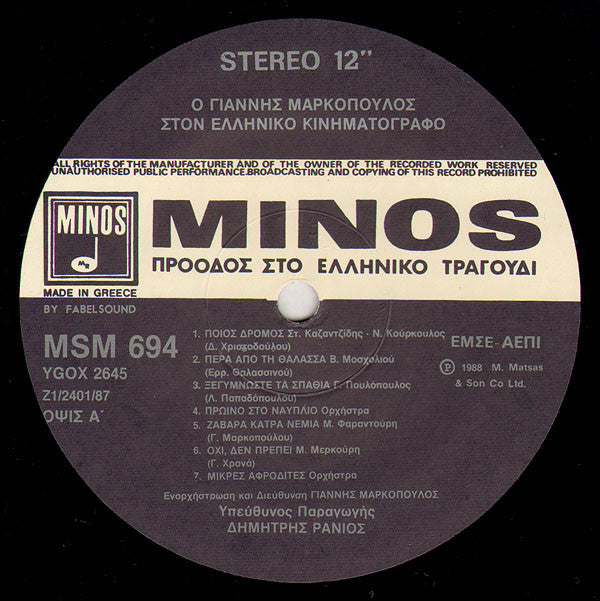 STEREO 12"
Ο ΓΙΑΝΝΗΣ ΜΑΡΚΟΠΟΥΛΟΣ
ΣΤΟΝ ΕΛΛΗΝΙΚΟ ΚΙΝΗΜΑΤΟΓΡΑΦΟ
ALL RIGHTS OF THE MANUFACTURER AND OF THE OWNER OF THE RECORDED WORK RESERVED
UNAUTHORISED PUBLIC PERFORMANCE.BROADCASTING AND COPYING OF THIS RECORD PROHIBITED
MINOS
MR
MINOS
ΠΡΟΟΔΟΣ ΣΤΟ ΕΛΛΗΝΙΚΟ ΤΡΑΓΟΥΔΙ
MADE IN GREECE
BY FABELSOUND
MSM 694
YGOX 2645
Z1/2401/87
ΟΨΙΣ Α΄
1. ΠΟΙΟΣ ΔΡΟΜΟΣ Στ. Καζαντζίδης - Ν. Κούρκουλος
(Δ. Χριστοδούλου)
2. ΠΕΡΑ ΑΠΟ ΤΗ ΘΑΛΑΣΣΑ Β. Μοσχολιού
(Ερρ. Θαλασσινού)
3. ΞΕΓΥΜΝΩΣΤΕ ΤΑ ΣΠΑΘΙΑ Γ. Πουλόπουλος
(Λ. Παπαδόπουλου)
4. ΠΡΩΙΝΟ ΣΤΟ ΝΑΥΠΛΙΟ Ορχήστρα
5. ΖΑΒΑΡΑ ΚΑΤΡΑ ΝΕΜΙΑ Μ. Φαραντούρη
(Γ. Μαρκοπούλου)
6. ΟΧΙ, ΔΕΝ ΠΡΕΠΕΙ Μ. Μερκούρη
(Γ. Χρονά)
7. ΜΙΚΡΕΣ ΑΦΡΟΔΙΤΕΣ Ορχήστρα
ΕΜΣΕ-ΑΕΠΙ
Ⓟ 1988 M. Matsas
& Son Co Ltd.
Ενορχήστρωση και Διεύθυνση ΓΙΑΝΝΗΣ ΜΑΡΚΟΠΟΥΛΟΣ
Υπεύθυνος Παραγωγής
ΔΗΜΗΤΡΗΣ ΡΑΝΙΟΣ